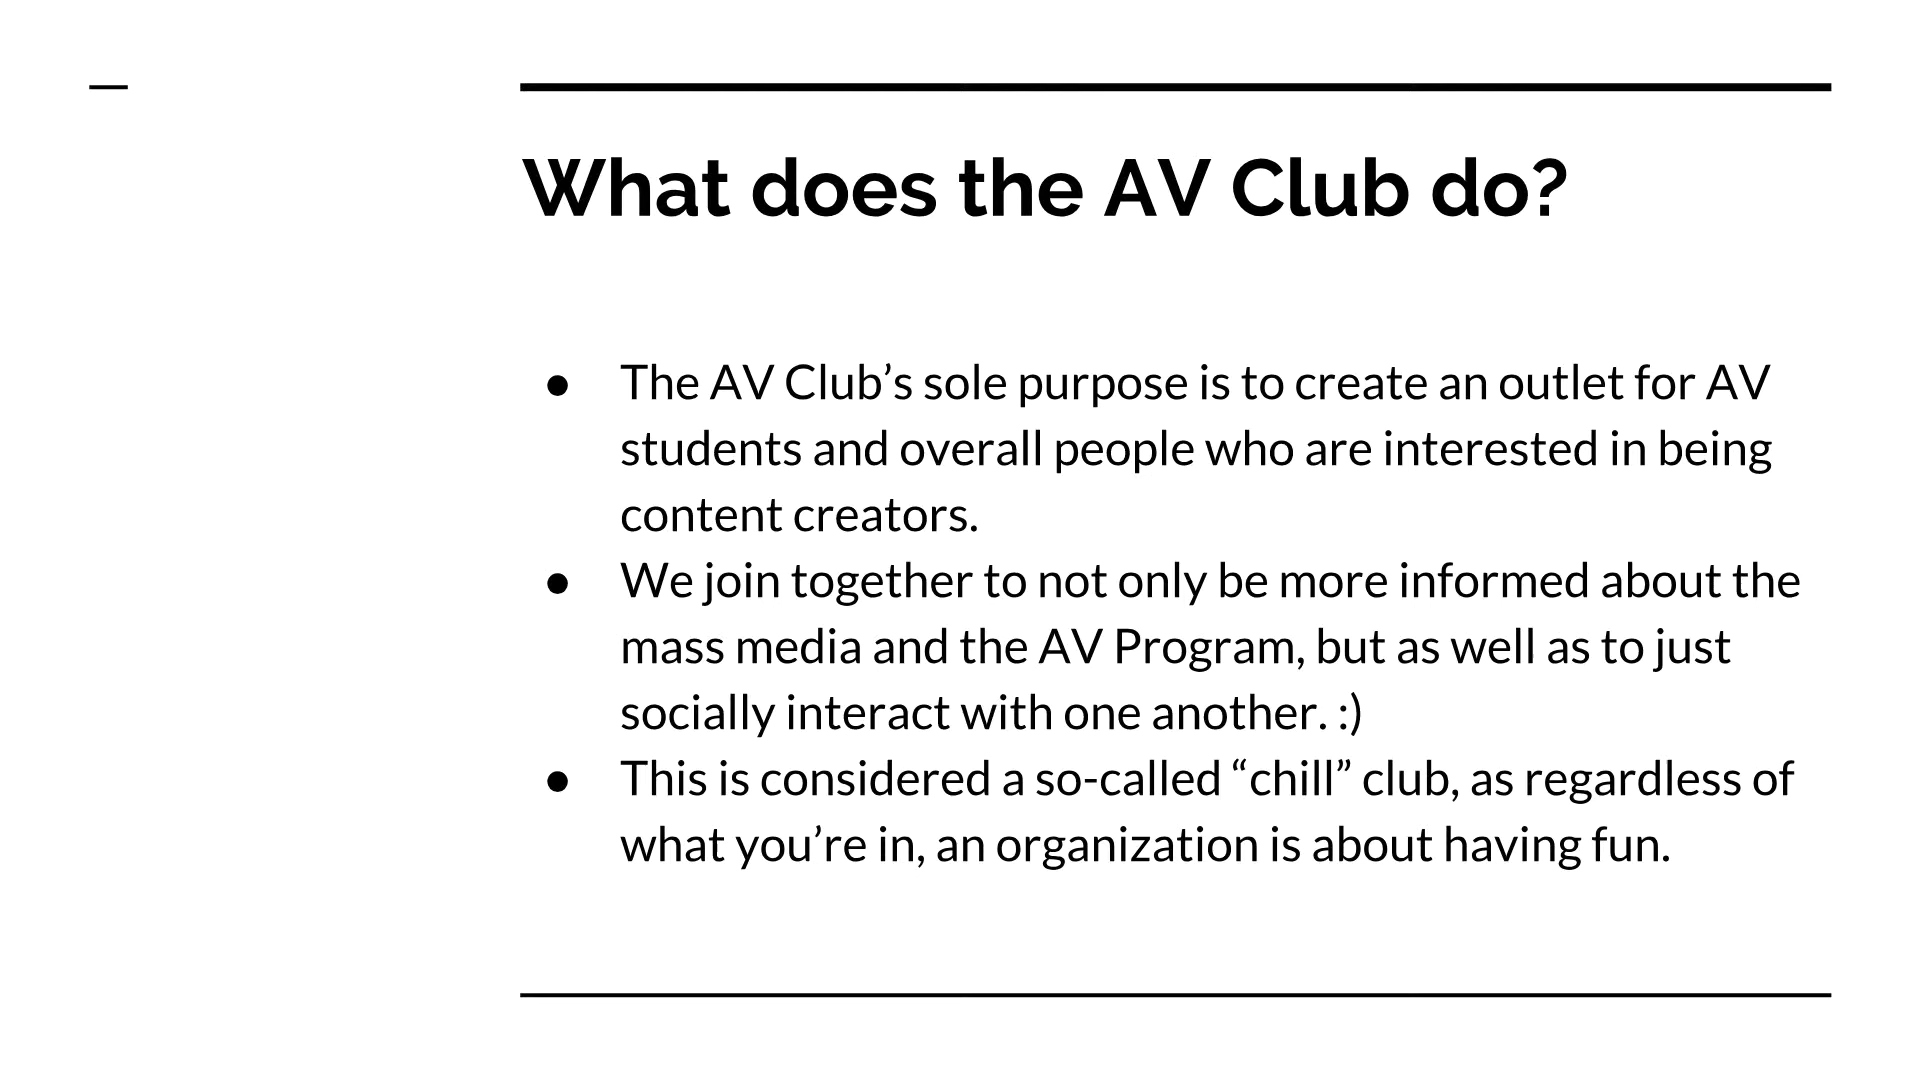 What does the AV Club do?
● The AV Club’s sole purpose is to create an outlet for AV
students and overall people who are interested in being
content creators.
● We join together to not only be more informed about the
mass media and the AV Program, but as well as to just
socially interact with one another. :)
● This is considered a so-called “chill” club, as regardless of
what you’re in, an organization is about having fun.